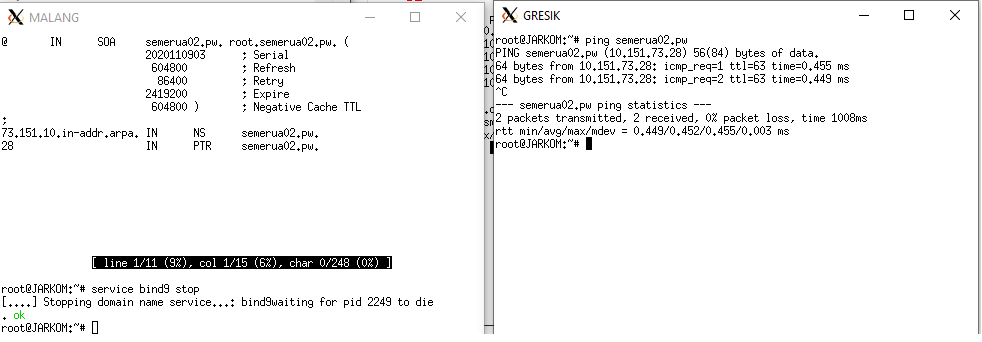 MALANG
@ IN SOA semerua02.pw. root.semerua02.pw. (
2020110903 ; Serial
604800 ; Refresh
86400 ; Retry
2419200 ; Expire
604800 ) ; Negative Cache TTL
;
73.151.10.in-addr.arpa. IN NS semerua02.pw.
28 IN PTR semerua02.pw.
[ line 1/11 (9%), col 1/15 (6%), char 0/248 (0%) ]
root@JARKOM:~# service bind9 stop
[....] Stopping domain name service...: bind9waiting for pid 2249 to die
. ok
root@JARKOM:~#
GRESIK
root@JARKOM:~# ping semerua02.pw
PING semerua02.pw (10.151.73.28) 56(84) bytes of data.
64 bytes from 10.151.73.28: icmp_req=1 ttl=63 time=0.455 ms
64 bytes from 10.151.73.28: icmp_req=2 ttl=63 time=0.449 ms
^C
--- semerua02.pw ping statistics ---
2 packets transmitted, 2 received, 0% packet loss, time 1008ms
rtt min/avg/max/mdev = 0.449/0.452/0.455/0.003 ms
root@JARKOM:~#